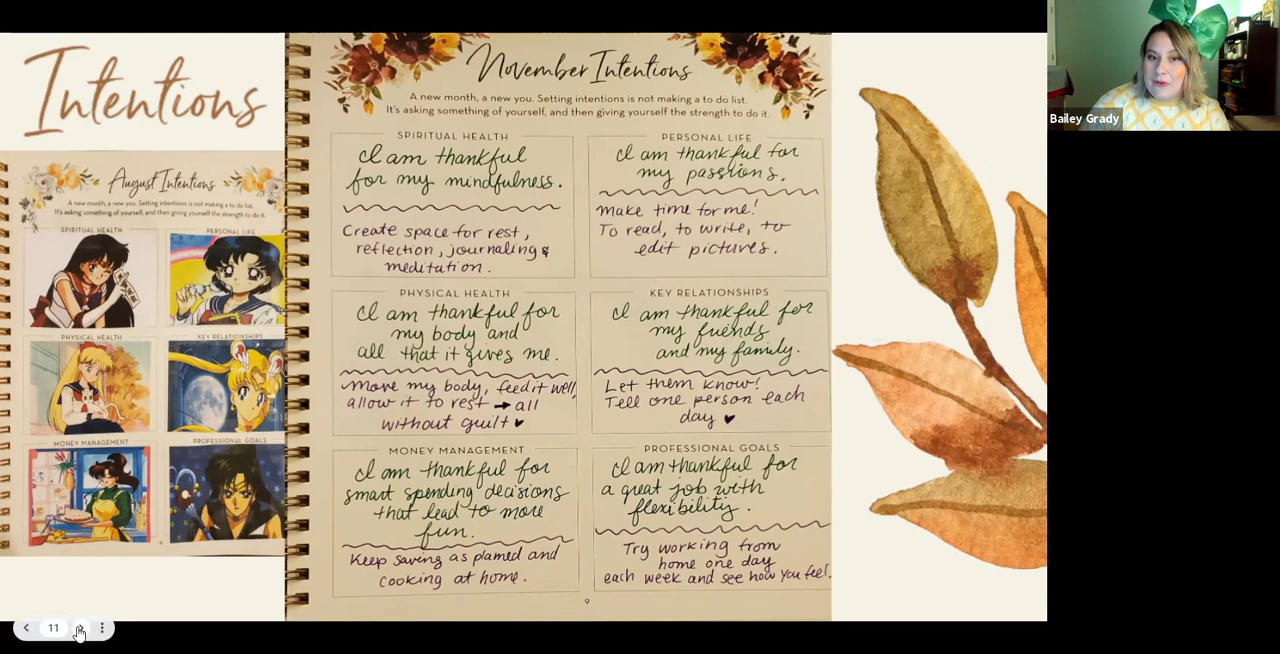 Intentions
August Intentions
A new month, a new you. Setting intentions is not making a to do list.
It's asking something of yourself, and then giving yourself the strength to do it.
SPIRITUAL HEALTH
PERSONAL LIFE
PHYSICAL HEALTH
KEY RELATIONSHIPS
MONEY MANAGEMENT
PROFESSIONAL GOALS
November Intentions
A new month, a new you. Setting intentions is not making a to do list.
It's asking something of yourself, and then giving yourself the strength to do it.
SPIRITUAL HEALTH
I am thankful
for my mindfulness.
Create space for rest,
reflection, journaling &
meditation.
PERSONAL LIFE
I am thankful for
my passions.
Make time for me!
To read, to write, to
edit pictures.
PHYSICAL HEALTH
I am thankful for
my body and
all that it gives me.
Move my body, feed it well,
allow it to rest → all
without guilt ♥
KEY RELATIONSHIPS
I am thankful for
my friends
and my family.
Let them know!
Tell one person each
day ♥
MONEY MANAGEMENT
I am thankful for
smart spending decisions
that lead to more
fun.
Keep saving as planned and
cooking at home.
PROFESSIONAL GOALS
I am thankful for
a great job with
flexibility.
Try working from
home one day
each week and see how you feel.
9
Bailey Grady
11